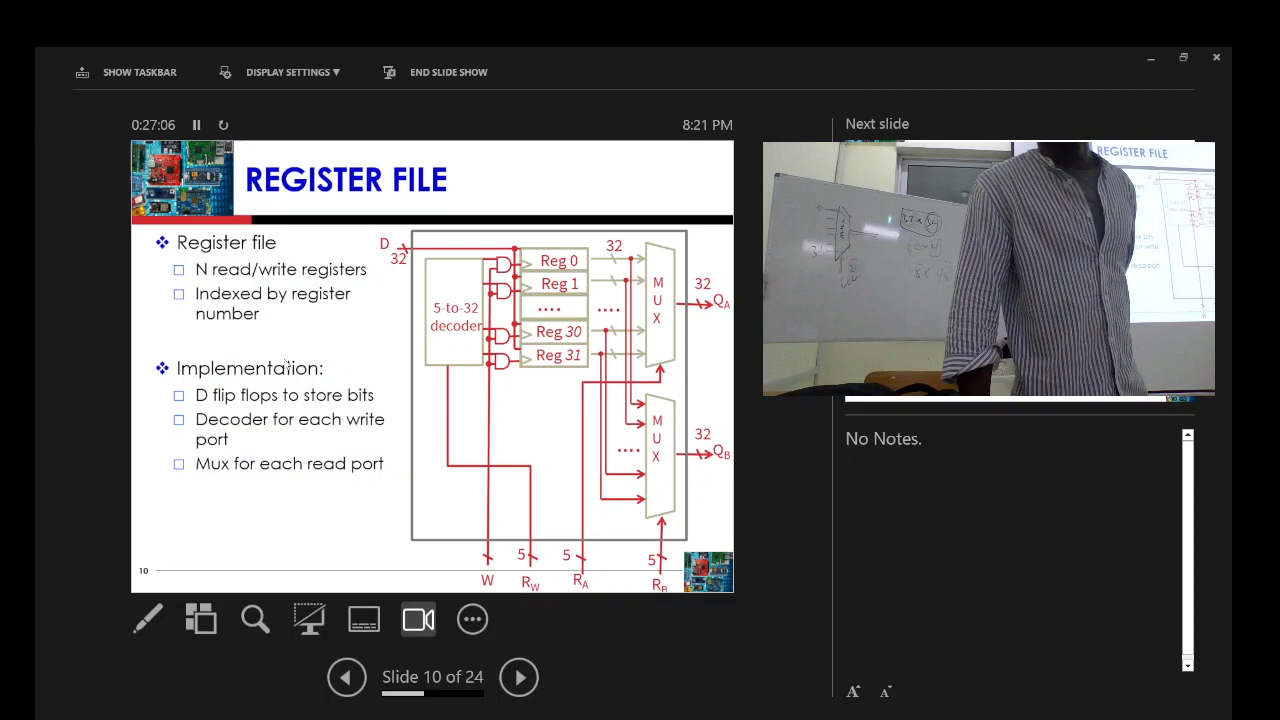 SHOW TASKBAR
DISPLAY SETTINGS ▼
END SLIDE SHOW
0:27:06
8:21 PM
Next slide
REGISTER FILE
Register file
N read/write registers
Indexed by register
number
Implementation:
D flip flops to store bits
Decoder for each write
port
Mux for each read port
D
32
5-to-32
decoder
Reg 0
Reg 1
....
Reg 30
Reg 31
32
....
M
U
X
32
QA
M
U
X
....
32
QB
W
5
RW
5
RA
5
RB
10
REGISTER FILE
Reg
No Notes.
Slide 10 of 24
A
A